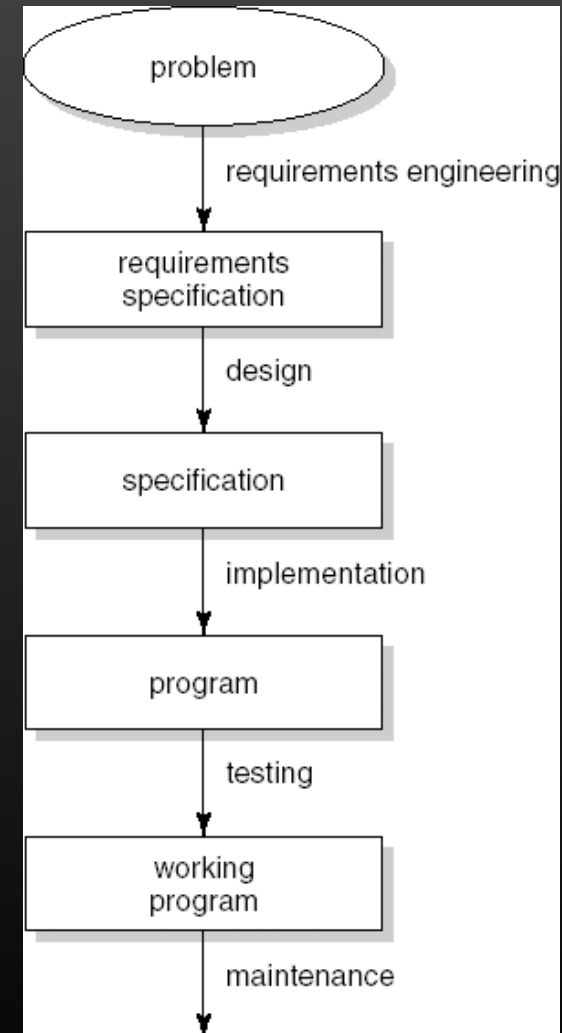 problem
requirements engineering
requirements
specification
design
specification
implementation
program
testing
working
program
maintenance